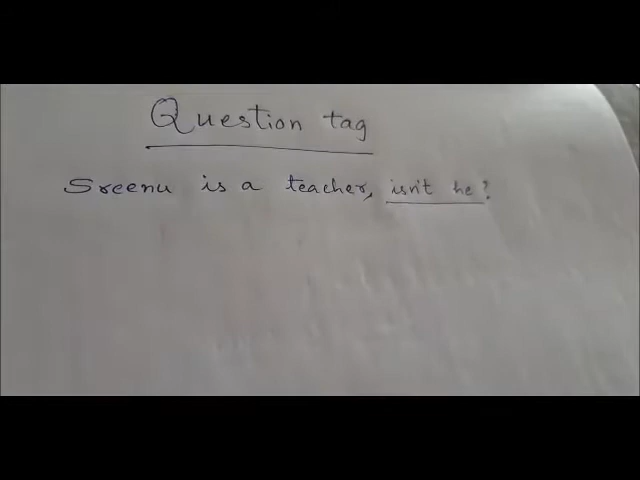 Question tag
Sreenu is a teacher, isn't he?